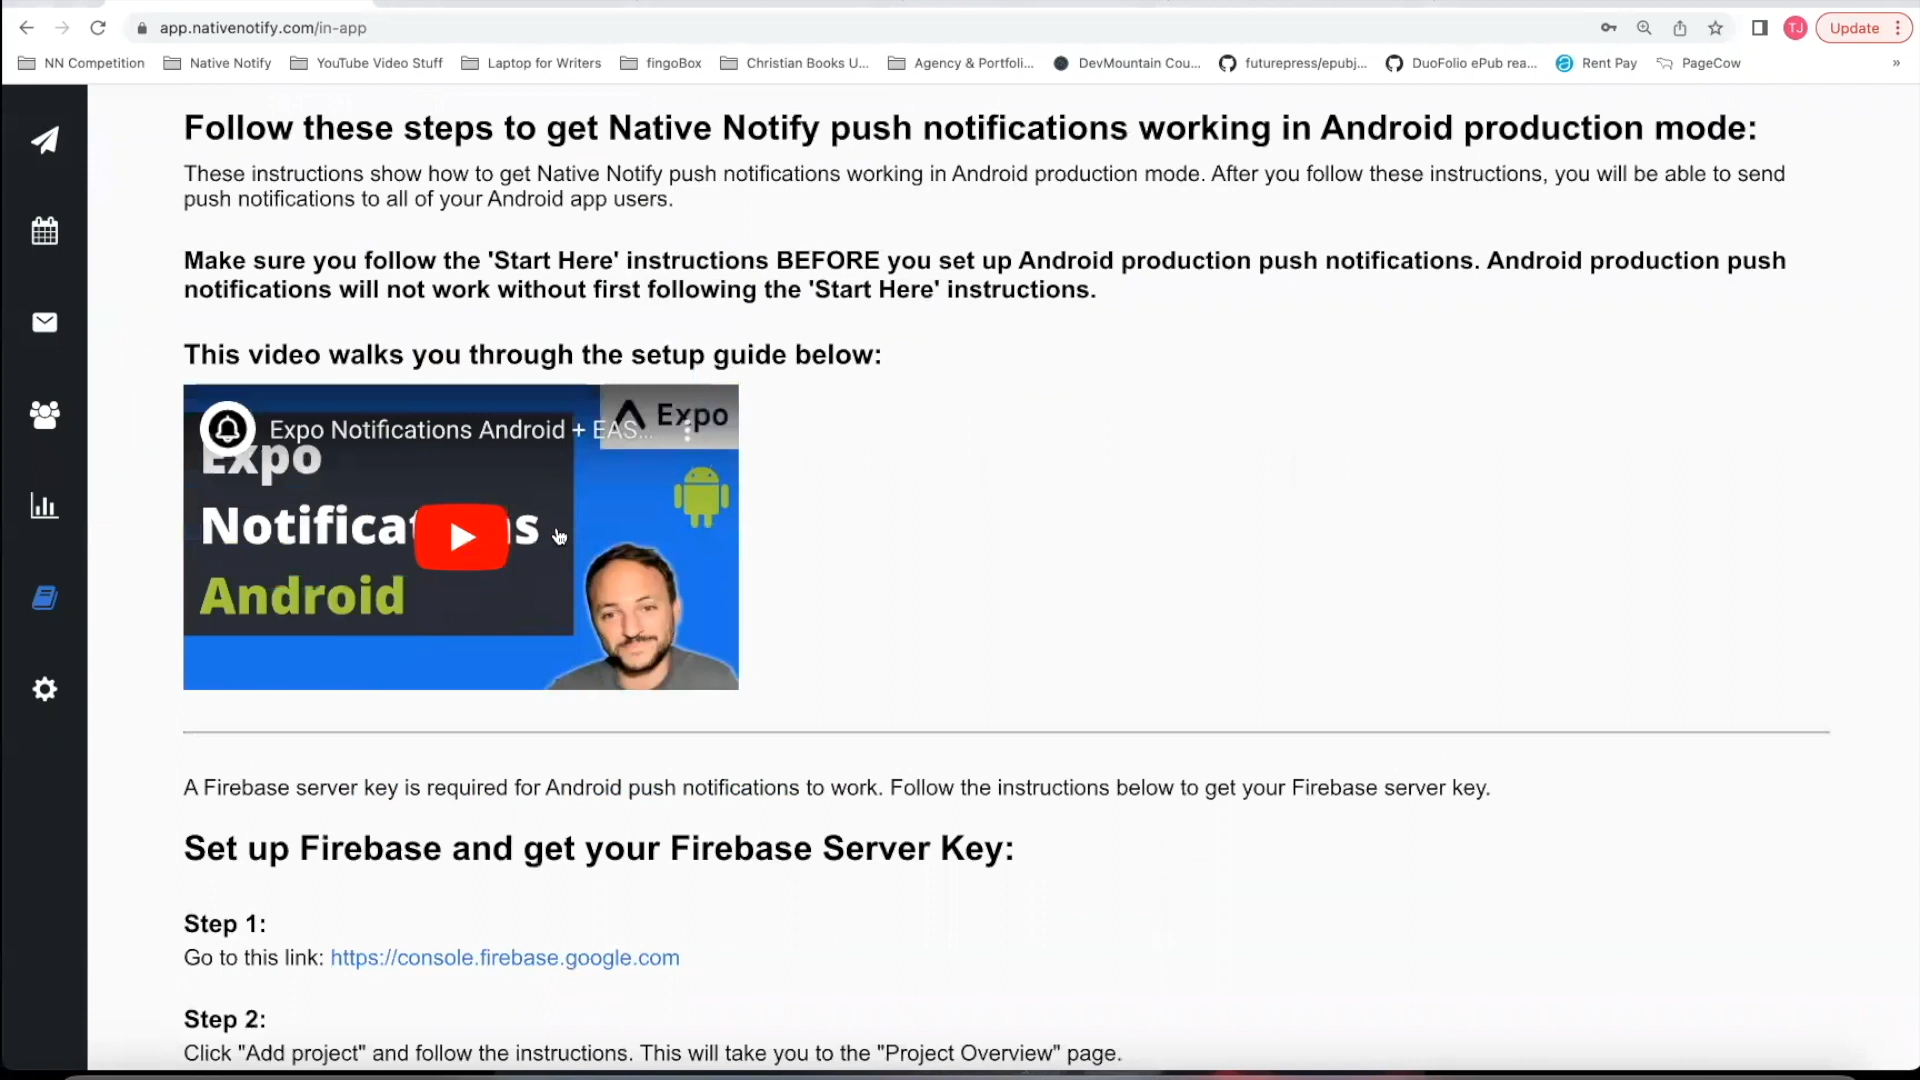 app.nativenotify.com/in-app
TJ
Update
NN Competition
Native Notify
YouTube Video Stuff
Laptop for Writers
fingoBox
Christian Books U...
Agency & Portfoli...
DevMountain Cou...
futurepress/epubj...
DuoFolio ePub rea...
Rent Pay
PageCow
»
Follow these steps to get Native Notify push notifications working in Android production mode:
These instructions show how to get Native Notify push notifications working in Android production mode. After you follow these instructions, you will be able to send
push notifications to all of your Android app users.
Make sure you follow the 'Start Here' instructions BEFORE you set up Android production push notifications. Android production push
notifications will not work without first following the 'Start Here' instructions.
This video walks you through the setup guide below:
Expo
Expo Notifications Android + EAS...
Expo
Android
A Firebase server key is required for Android push notifications to work. Follow the instructions below to get your Firebase server key.
Set up Firebase and get your Firebase Server Key:
Step 1:
Go to this link: https://console.firebase.google.com
Step 2:
Click "Add project" and follow the instructions. This will take you to the "Project Overview" page.